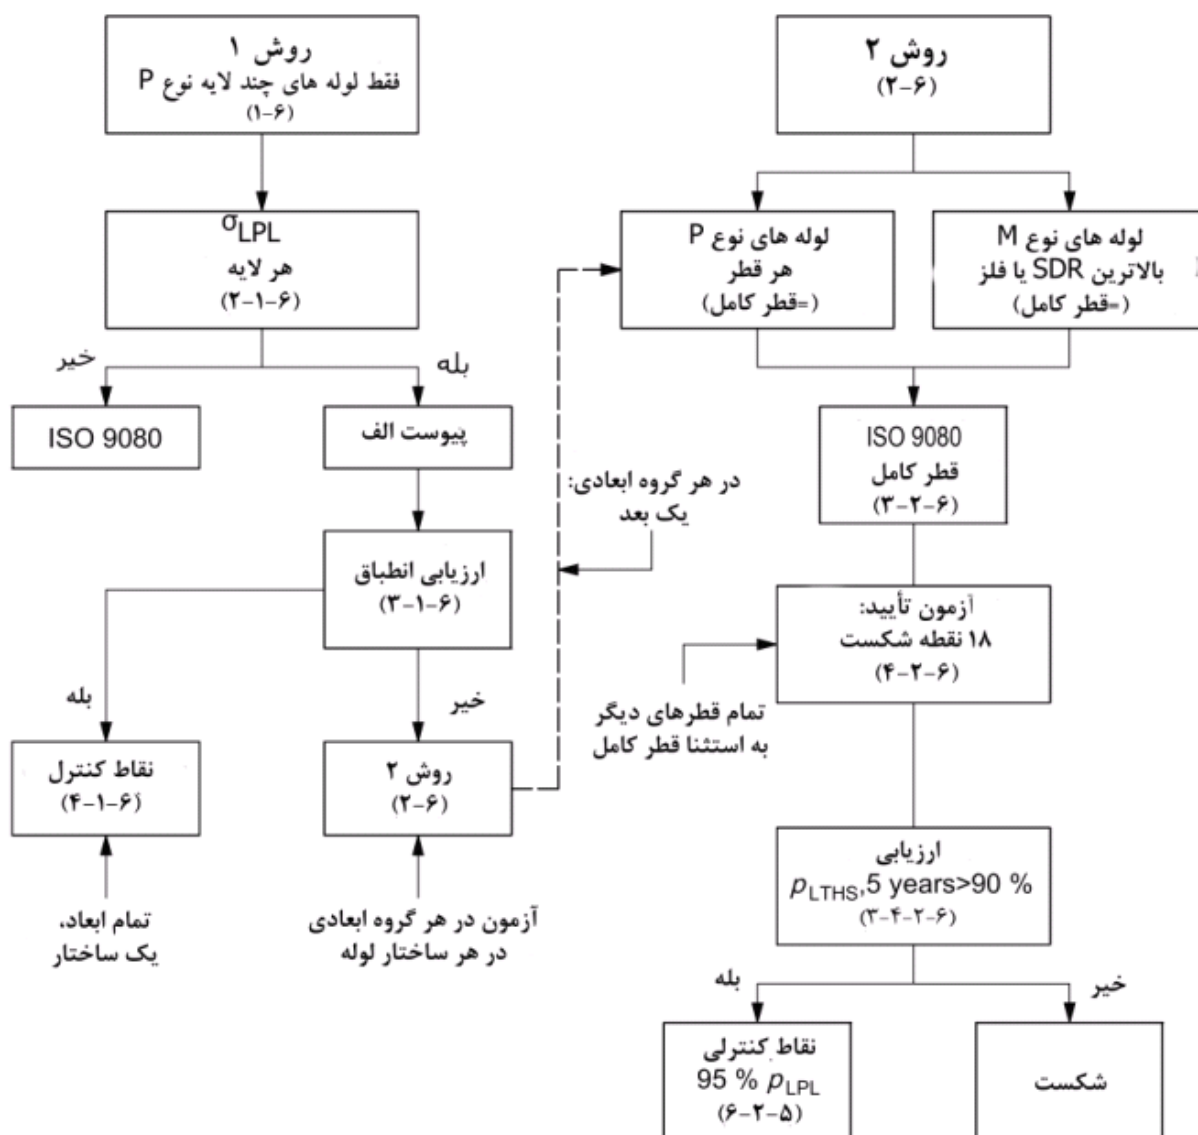 روش ۱
فقط لوله های چند لایه نوع P
(۱-۶)
σLPL
هر لایه
(۲-۱-۶)
خیر
بله
ISO 9080
پیوست الف
ارزیابی انطباق
(۳-۱-۶)
بله
خیر
نقاط کنترل
(۴-۱-۶)
روش ۲
(۲-۶)
تمام ابعاد،
یک ساختار
آزمون در هر گروه ابعادی
در هر ساختار لوله
در هر گروه ابعادی:
یک بعد
روش ۲
(۲-۶)
لوله های نوع P
هر قطر
(=قطر کامل)
لوله های نوع M
بالاترین SDR یا فلز
(=قطر کامل)
ISO 9080
قطر کامل
(۳-۲-۶)
آزمون تأیید:
۱۸ نقطه شکست
(۴-۲-۶)
تمام قطرهای دیگر
به استثنا قطر کامل
ارزیابی
pLTHS,5 years>90 %
(۳-۴-۲-۶)
بله
خیر
نقاط کنترلی
95 % pLPL
(۶-۲-۵)
شکست